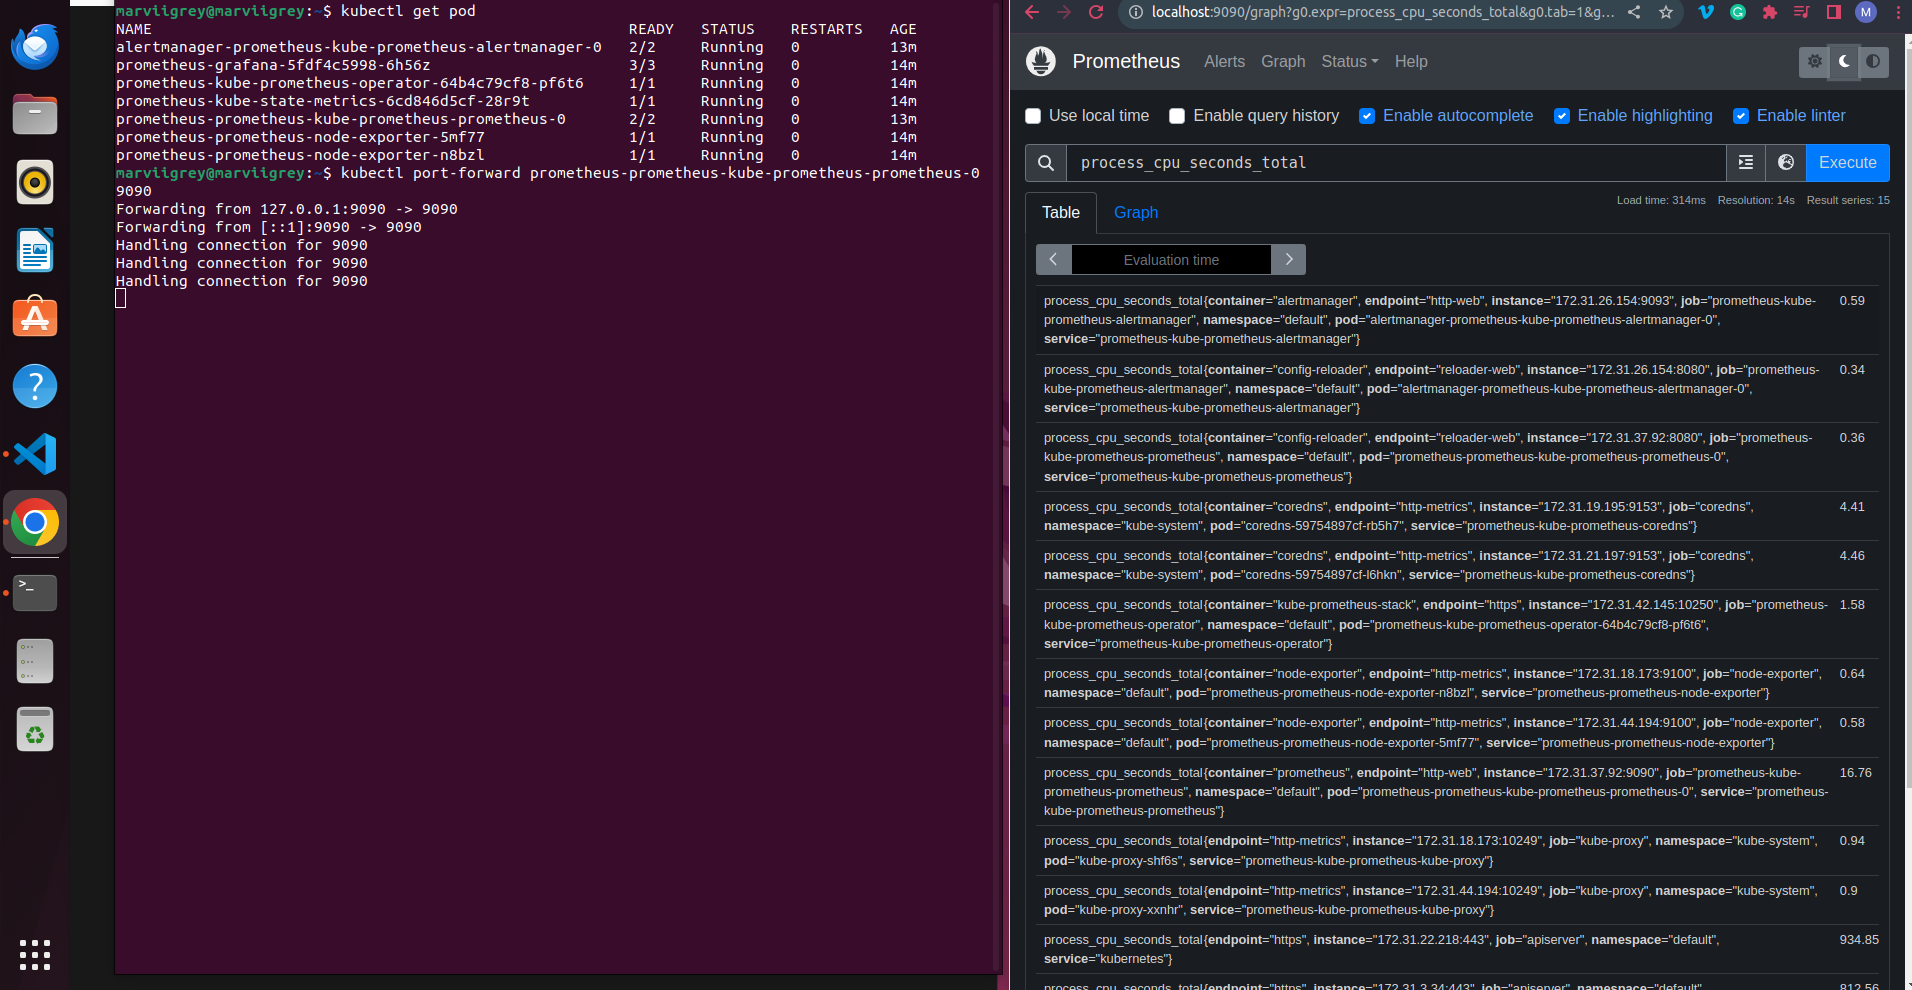 marviigrey@marviigrey:~$ kubectl get pod
NAME READY STATUS RESTARTS AGE
alertmanager-prometheus-kube-prometheus-alertmanager-0 2/2 Running 0 13m
prometheus-grafana-5fdf4c5998-6h56z 3/3 Running 0 14m
prometheus-kube-prometheus-operator-64b4c79cf8-pf6t6 1/1 Running 0 14m
prometheus-kube-state-metrics-6cd846d5cf-28r9t 1/1 Running 0 14m
prometheus-prometheus-kube-prometheus-prometheus-0 2/2 Running 0 13m
prometheus-prometheus-node-exporter-5mf77 1/1 Running 0 14m
prometheus-prometheus-node-exporter-n8bzl 1/1 Running 0 14m
marviigrey@marviigrey:~$ kubectl port-forward prometheus-prometheus-kube-prometheus-prometheus-0
9090
Forwarding from 127.0.0.1:9090 -> 9090
Forwarding from [::1]:9090 -> 9090
Handling connection for 9090
Handling connection for 9090
Handling connection for 9090
localhost:9090/graph?g0.expr=process_cpu_seconds_total&g0.tab=1&g...
M
Prometheus Alerts Graph Status Help
Use local time Enable query history Enable autocomplete Enable highlighting Enable linter
process_cpu_seconds_total Execute
Load time: 314ms Resolution: 14s Result series: 15
Table Graph
Evaluation time
process_cpu_seconds_total{container="alertmanager", endpoint="http-web", instance="172.31.26.154:9093", job="prometheus-kube- 0.59
prometheus-alertmanager", namespace="default", pod="alertmanager-prometheus-kube-prometheus-alertmanager-0",
service="prometheus-kube-prometheus-alertmanager"}
process_cpu_seconds_total{container="config-reloader", endpoint="reloader-web", instance="172.31.26.154:8080", job="prometheus- 0.34
kube-prometheus-alertmanager", namespace="default", pod="alertmanager-prometheus-kube-prometheus-alertmanager-0",
service="prometheus-kube-prometheus-alertmanager"}
process_cpu_seconds_total{container="config-reloader", endpoint="reloader-web", instance="172.31.37.92:8080", job="prometheus- 0.36
kube-prometheus-prometheus", namespace="default", pod="prometheus-prometheus-kube-prometheus-prometheus-0",
service="prometheus-kube-prometheus-prometheus"}
process_cpu_seconds_total{container="coredns", endpoint="http-metrics", instance="172.31.19.195:9153", job="coredns", 4.41
namespace="kube-system", pod="coredns-59754897cf-rb5h7", service="prometheus-kube-prometheus-coredns"}
process_cpu_seconds_total{container="coredns", endpoint="http-metrics", instance="172.31.21.197:9153", job="coredns", 4.46
namespace="kube-system", pod="coredns-59754897cf-l6hkn", service="prometheus-kube-prometheus-coredns"}
process_cpu_seconds_total{container="kube-prometheus-stack", endpoint="https", instance="172.31.42.145:10250", job="prometheus- 1.58
kube-prometheus-operator", namespace="default", pod="prometheus-kube-prometheus-operator-64b4c79cf8-pf6t6",
service="prometheus-kube-prometheus-operator"}
process_cpu_seconds_total{container="node-exporter", endpoint="http-metrics", instance="172.31.18.173:9100", job="node-exporter", 0.64
namespace="default", pod="prometheus-prometheus-node-exporter-n8bzl", service="prometheus-prometheus-node-exporter"}
process_cpu_seconds_total{container="node-exporter", endpoint="http-metrics", instance="172.31.44.194:9100", job="node-exporter", 0.58
namespace="default", pod="prometheus-prometheus-node-exporter-5mf77", service="prometheus-prometheus-node-exporter"}
process_cpu_seconds_total{container="prometheus", endpoint="http-web", instance="172.31.37.92:9090", job="prometheus-kube- 16.76
prometheus-prometheus", namespace="default", pod="prometheus-prometheus-kube-prometheus-prometheus-0", service="prometheus-
kube-prometheus-prometheus"}
process_cpu_seconds_total{endpoint="http-metrics", instance="172.31.18.173:10249", job="kube-proxy", namespace="kube-system", 0.94
pod="kube-proxy-shf6s", service="prometheus-kube-prometheus-kube-proxy"}
process_cpu_seconds_total{endpoint="http-metrics", instance="172.31.44.194:10249", job="kube-proxy", namespace="kube-system", 0.9
pod="kube-proxy-xxnhr", service="prometheus-kube-prometheus-kube-proxy"}
process_cpu_seconds_total{endpoint="https", instance="172.31.22.218:443", job="apiserver", namespace="default", 934.85
service="kubernetes"}
process_cpu_seconds_total{endpoint="https", instance="172.31.3.34:443", job="apiserver", namespace="default", 812.56